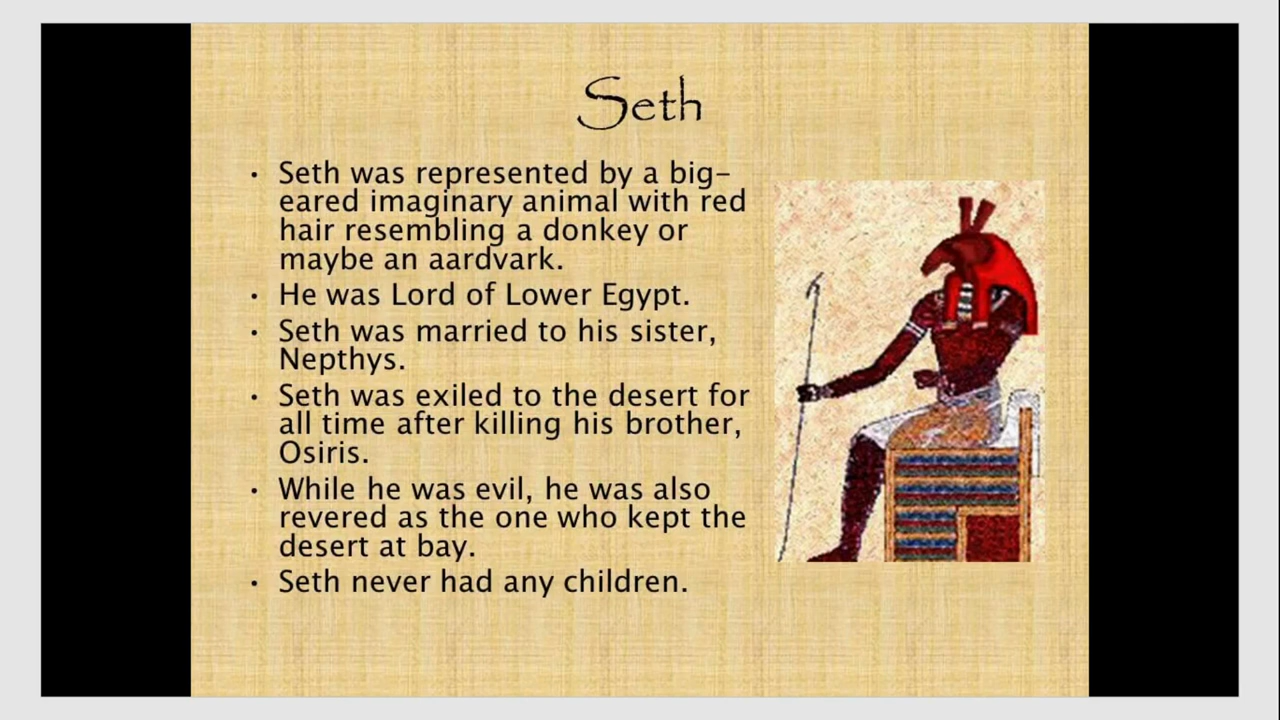 Seth
• Seth was represented by a big-
eared imaginary animal with red
hair resembling a donkey or
maybe an aardvark.
• He was Lord of Lower Egypt.
• Seth was married to his sister,
Nepthys.
• Seth was exiled to the desert for
all time after killing his brother,
Osiris.
• While he was evil, he was also
revered as the one who kept the
desert at bay.
• Seth never had any children.